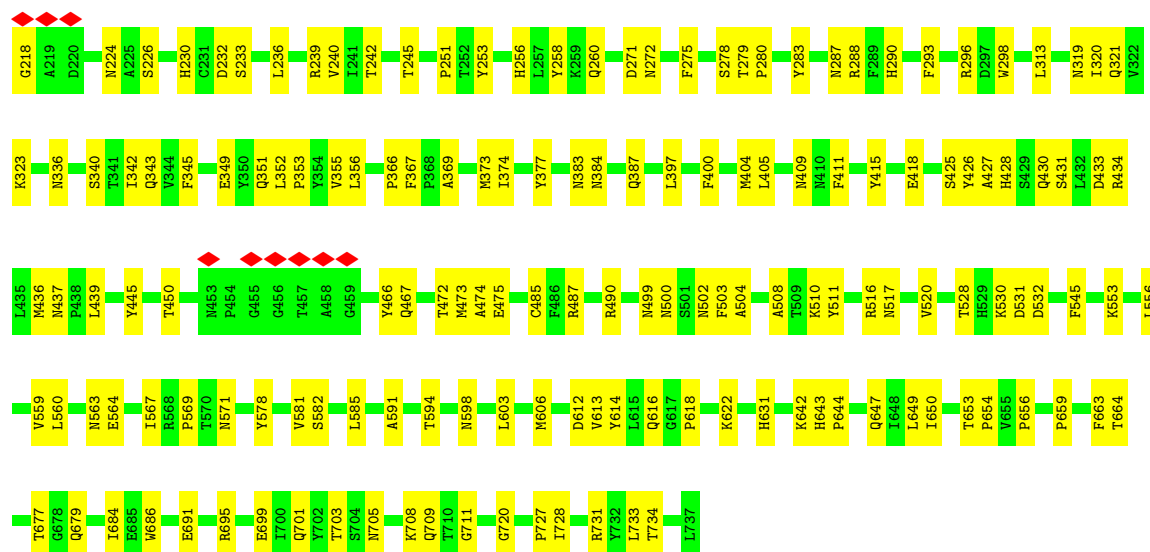 G218 A219 D220 N224 A225 S226 H230 C231 D232 S233 L236 R239 V240 I241 T242 T245 P251 T252 Y253 H256 L257 Y258 K259 Q260 D271 N272 F275 S278 T279 P280 Y283 N287 R288 F289 H290 F293 R296 D297 W298 L313 N319 I320 Q321 V322
K323 N336 S340 T341 I342 Q343 V344 F345 E349 Y350 Q351 L352 P353 Y354 V355 L356 P366 F367 P368 A369 M373 I374 Y377 N383 N384 Q387 L397 F400 M404 L405 N409 N410 F411 Y415 E418 S425 Y426 A427 H428 S429 Q430 S431 L432 D433 R434
L435 M436 N437 P438 L439 Y445 T450 N453 P454 G455 G456 T457 A458 G459 Y466 Q467 T472 M473 A474 E475 C485 F486 R487 R490 N499 N500 S501 N502 F503 A504 A508 T509 K510 Y511 R516 N517 V520 T528 H529 K530 D531 D532 F545 K553 L556
V559 L560 N563 E564 I567 R568 P569 T570 N571 Y578 V581 S582 L585 A591 T594 N598 L603 M606 D612 V613 Y614 L615 Q616 G617 P618 K622 H631 K642 H643 P644 Q647 I648 L649 I650 T653 P654 V655 P656 P659 F663 T664
T677 G678 Q679 I684 E685 W686 E691 R695 E699 I700 Q701 Y702 T703 S704 N705 K708 Q709 T710 G711 G720 P727 I728 R731 Y732 L733 T734 L737